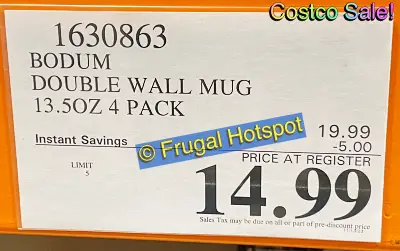 Costco Sale!
1630863
BODUM
DOUBLE WALL MUG
13.5OZ 4 PACK
© Frugal Hotspot
19.99
Instant Savings -5.00
LIMIT
5
PRICE AT REGISTER
14.99
Sales Tax may be due on all or part of pre-discount price